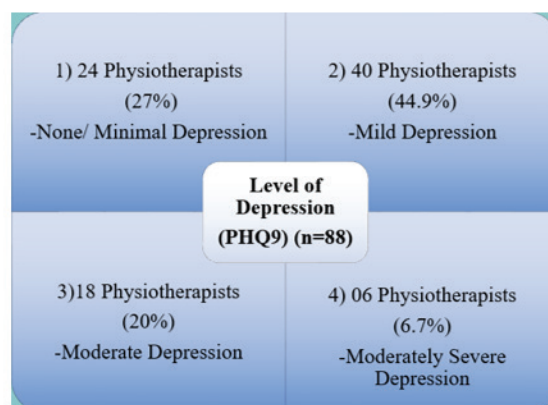 1) 24 Physiotherapists
(27%)
-None/ Minimal Depression
2) 40 Physiotherapists
(44.9%)
-Mild Depression
Level of
Depression
(PHQ9) (n=88)
3)18 Physiotherapists
(20%)
-Moderate Depression
4) 06 Physiotherapists
(6.7%)
-Moderately Severe
Depression